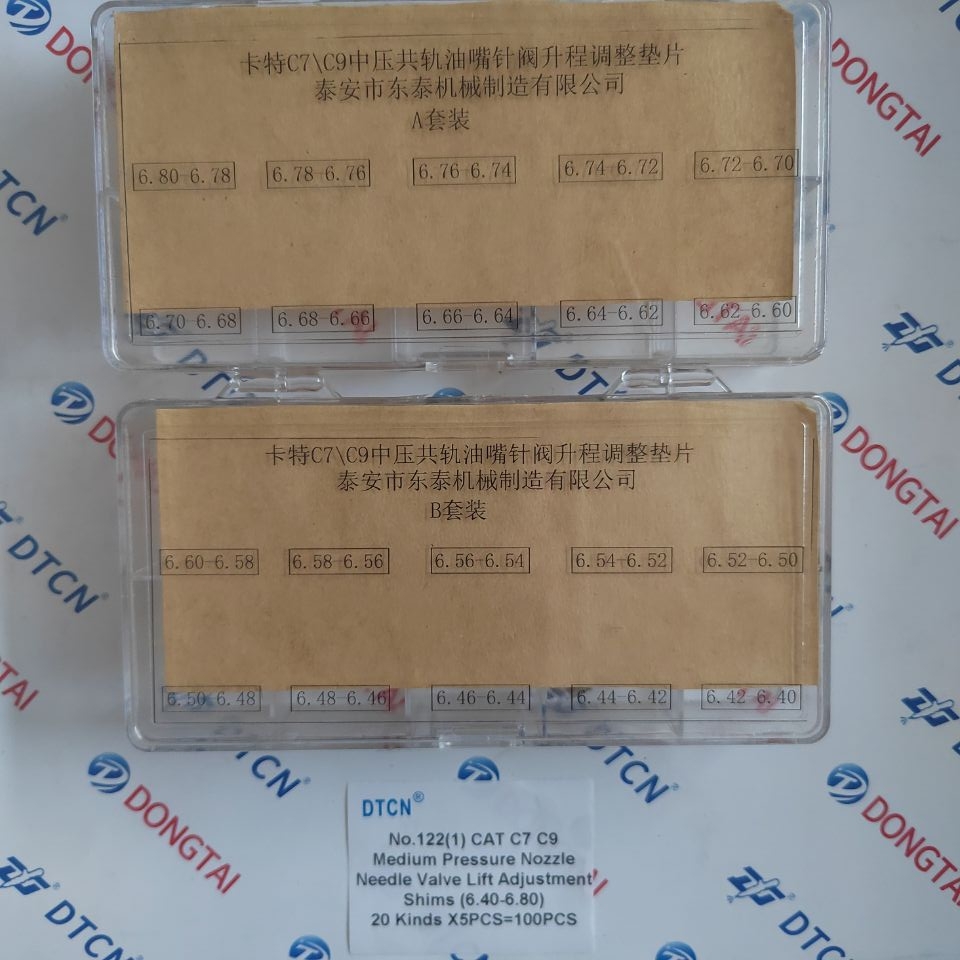 卡特C7\C9中压共轨油嘴针阀升程调整垫片
泰安市东泰机械制造有限公司
A套装
6.80-6.78 6.78-6.76 6.76-6.74 6.74-6.72 6.72-6.70
6.70-6.68 6.68-6.66 6.66-6.64 6.64-6.62 6.62-6.60
卡特C7\C9中压共轨油嘴针阀升程调整垫片
泰安市东泰机械制造有限公司
B套装
6.60-6.58 6.58-6.56 6.56-6.54 6.54-6.52 6.52-6.50
6.50-6.48 6.48-6.46 6.46-6.44 6.44-6.42 6.42-6.40
DTCN®
No.122(1) CAT C7 C9
Medium Pressure Nozzle
Needle Valve Lift Adjustment
Shims (6.40-6.80)
20 Kinds X5PCS=100PCS
DONGTAI
DONGTAI
DTCN
DTCN
DONGTAI
DTCN
DTCN
DTCN
DONGTAI
DTCN